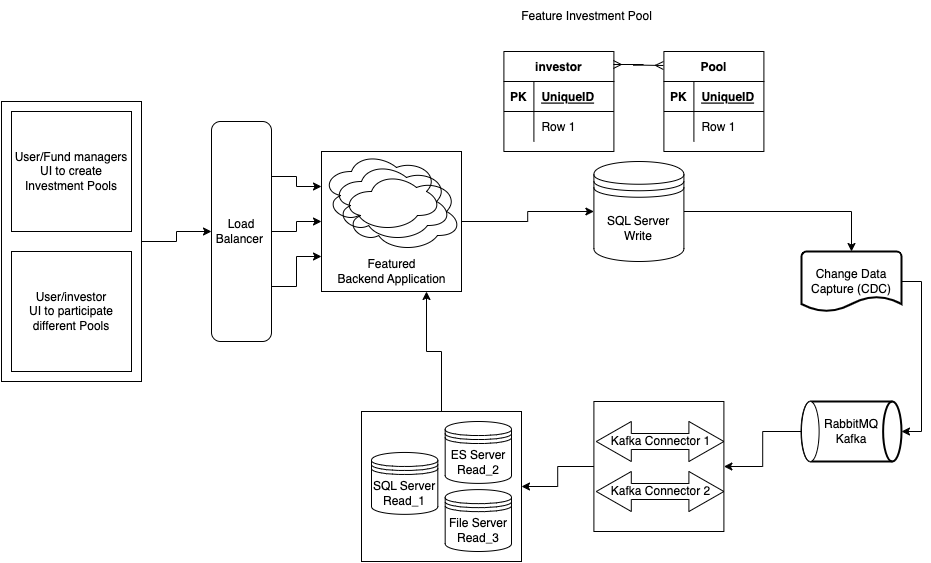 Feature Investment Pool
investor
PK
UniqueID
Row 1
Pool
PK
UniqueID
Row 1
User/Fund managers
UI to create
Investment Pools
User/investor
UI to participate
different Pools
Load
Balancer
Featured
Backend Application
SQL Server
Write
Change Data
Capture (CDC)
RabbitMQ
Kafka
Kafka Connector 1
Kafka Connector 2
SQL Server
Read_1
ES Server
Read_2
File Server
Read_3